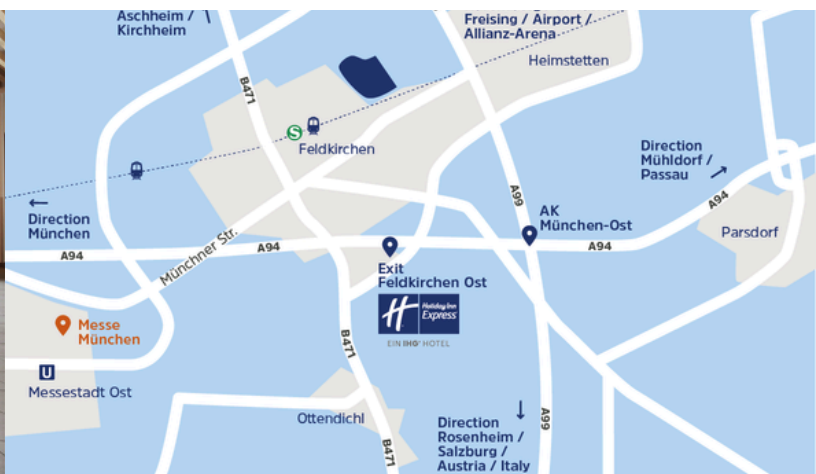 Aschheim /
Kirchheim
Freising / Airport /
Allianz-Arena
Heimstetten
B471
S
Feldkirchen
Direction
Mühldorf /
Passau
Direction
München
A99
AK
München-Ost
A94
Parsdorf
Münchner Str.
A94
A94
A94
Exit
Feldkirchen Ost
H
Holiday Inn
Express
EIN IHG® HOTEL
Messe
München
B471
U
Messestadt Ost
Ottendichl
A99
Direction
Rosenheim /
Salzburg /
Austria / Italy
B471